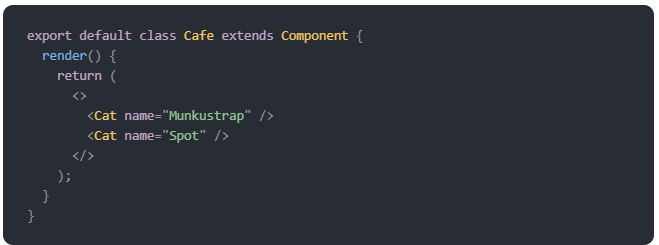 export default class Cafe extends Component {
  render() {
    return (
      <>
        <Cat name="Munkustrap" />
        <Cat name="Spot" />
      </>
    );
  }
}